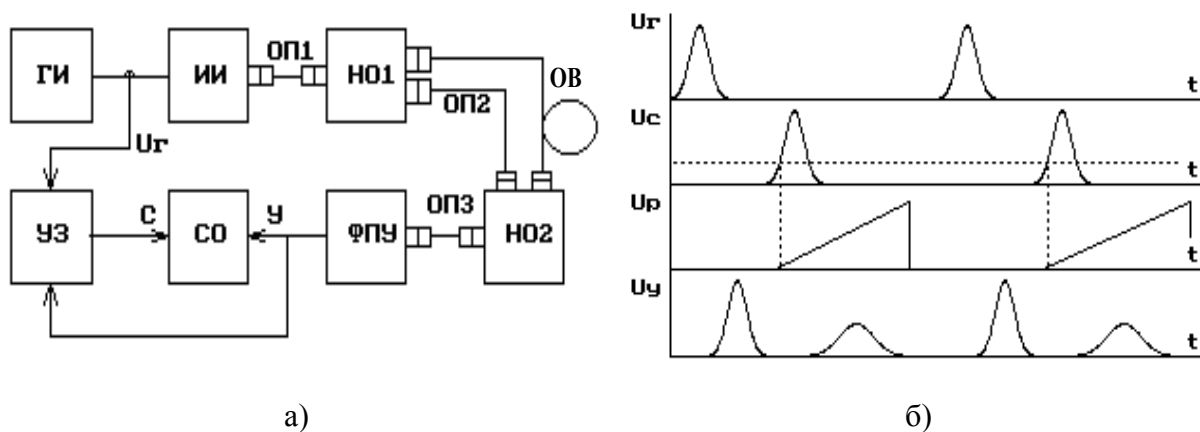 ГИ
ИИ
ОП1
НО1
ОП2
ОВ
Uг
УЗ
С
СО
У
ФПУ
ОП3
НО2
а)
Uг
t
Uс
t
Uр
t
Uу
t
б)